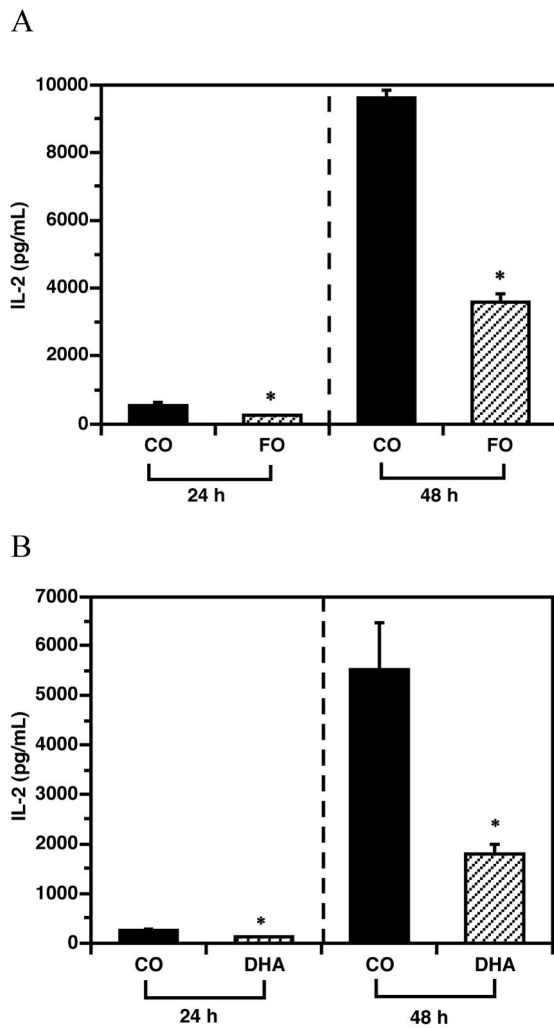 A
10000
8000
6000
4000
2000
0
IL-2 (pg/mL)
*
*
CO FO CO FO
24 h 48 h
B
7000
6000
5000
4000
3000
2000
1000
0
IL-2 (pg/mL)
*
*
CO DHA CO DHA
24 h 48 h